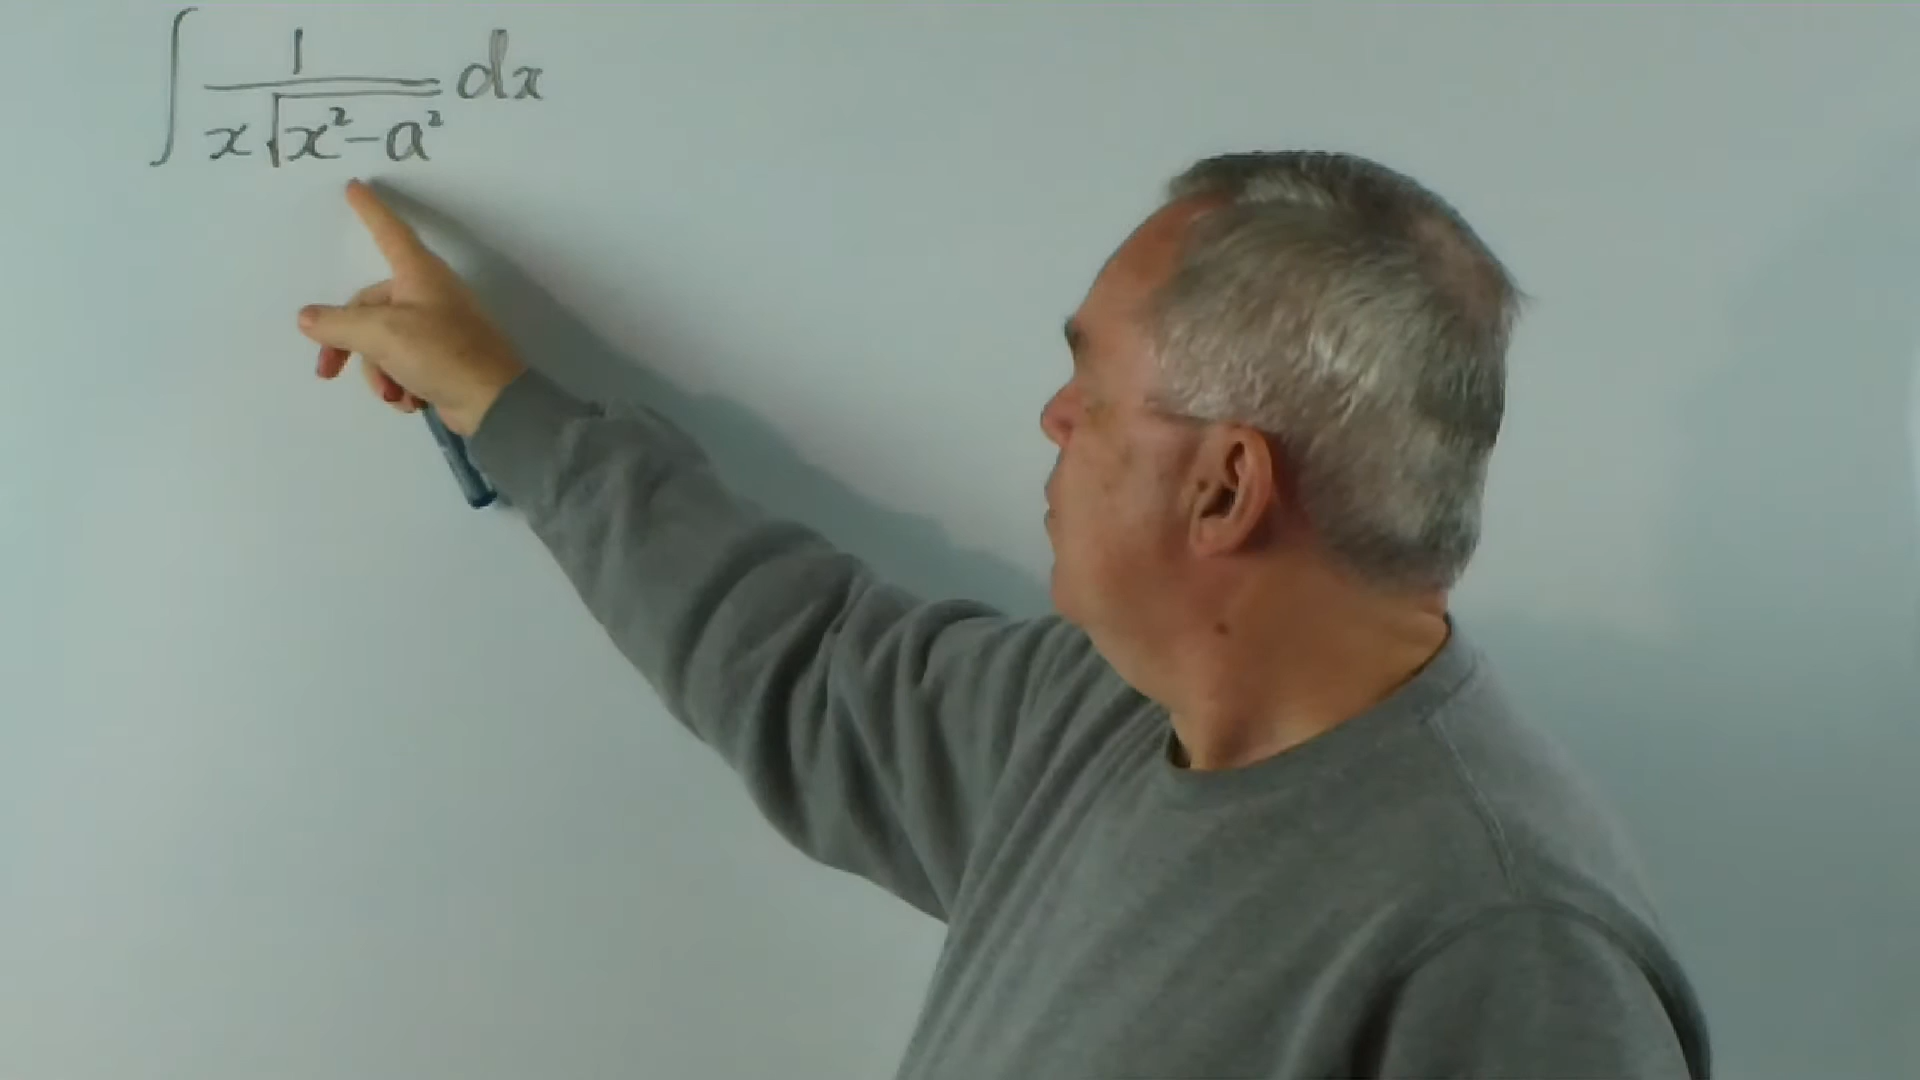 ∫ 1/(x√(x²-a²)) dx